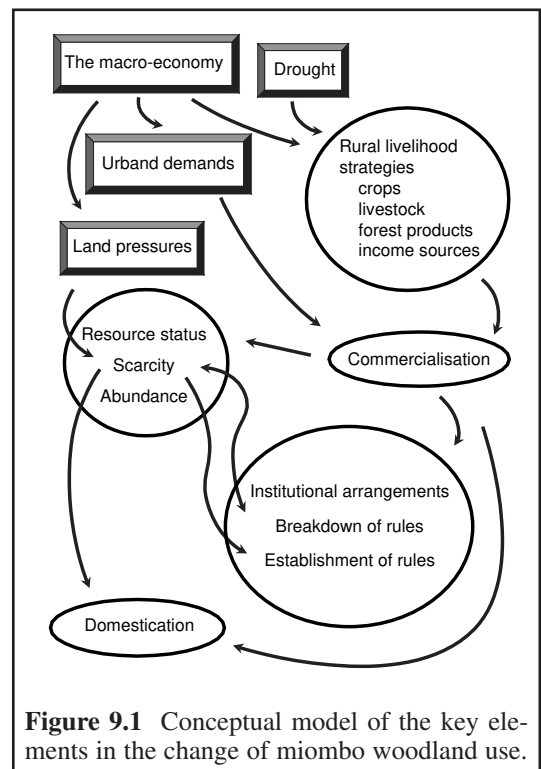 The macro-economy
Drought
Urband demands
Rural livelihood
strategies
crops
livestock
forest products
income sources
Land pressures
Resource status
Scarcity
Abundance
Commercialisation
Institutional arrangements
Breakdown of rules
Establishment of rules
Domestication
Figure 9.1 Conceptual model of the key ele-
ments in the change of miombo woodland use.